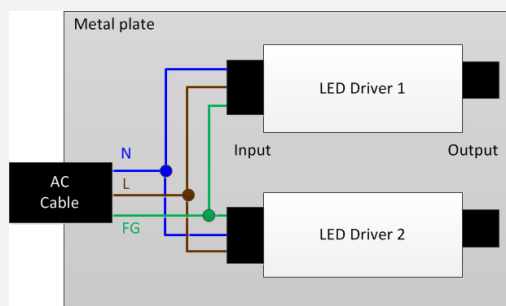 Metal plate
LED Driver 1
N
Input
Output
AC
Cable
L
FG
LED Driver 2